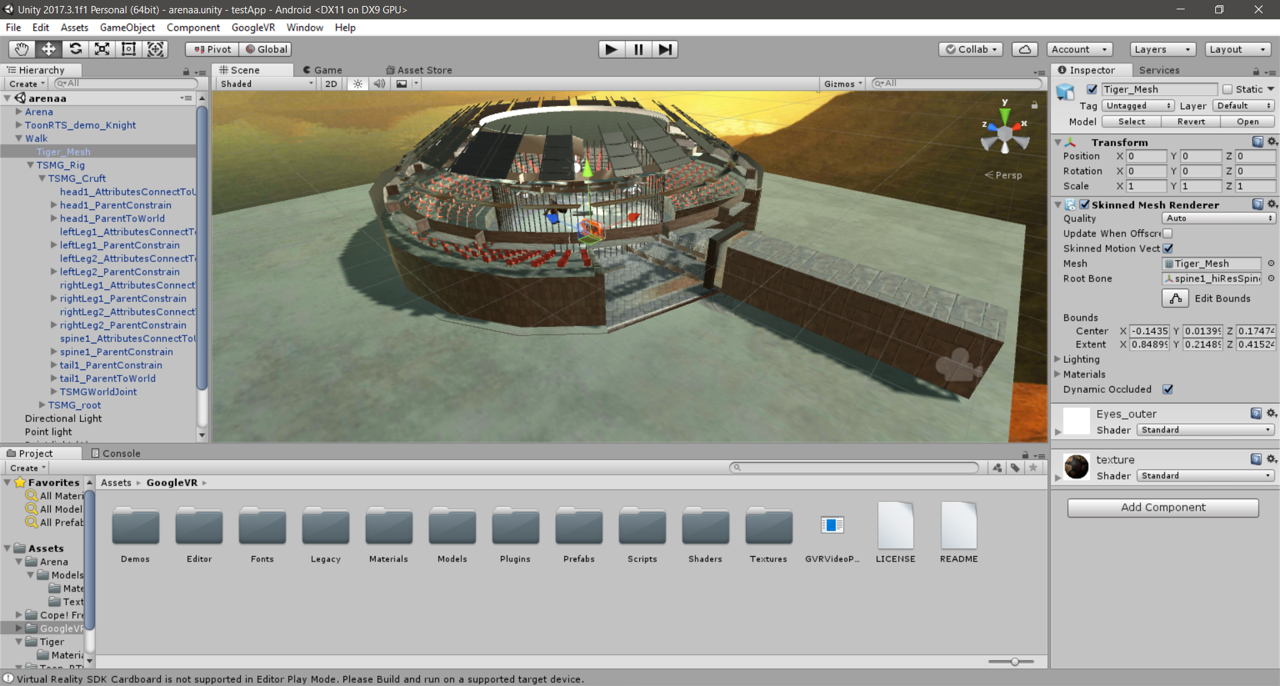 Unity 2017.3.1f1 Personal (64bit) - arenaa.unity - testApp - Android <DX11 on DX9 GPU>
File Edit Assets GameObject Component GoogleVR Window Help
Pivot Global Collab Account Layers Layout
Hierarchy
Create All
arenaa
Arena
ToonRTS_demo_Knight
Walk
Tiger_Mesh
TSMG_Rig
TSMG_Cruft
head1_AttributesConnectToU
head1_ParentConstrain
head1_ParentToWorld
leftLeg1_AttributesConnectT
leftLeg1_ParentConstrain
leftLeg2_AttributesConnectT
leftLeg2_ParentConstrain
rightLeg1_AttributesConnect
rightLeg1_ParentConstrain
rightLeg2_AttributesConnect
rightLeg2_ParentConstrain
spine1_AttributesConnectToU
spine1_ParentConstrain
tail1_ParentConstrain
tail1_ParentToWorld
TSMGWorldJoint
TSMG_root
Directional Light
Point light
Scene Game Asset Store
Shaded 2D Gizmos All
y
z x
Persp
Inspector Services
Tiger_Mesh Static
Tag Untagged Layer Default
Model Select Revert Open
Transform
Position X 0 Y 0 Z 0
Rotation X 0 Y 0 Z 0
Scale X 1 Y 1 Z 1
Skinned Mesh Renderer
Quality Auto
Update When Offscre
Skinned Motion Vect
Mesh Tiger_Mesh
Root Bone spine1_hiResSpin
Edit Bounds
Bounds
Center X -0.1435 Y 0.01399 Z 0.17474
Extent X 0.84899 Y 0.21489 Z 0.41524
Lighting
Materials
Dynamic Occluded
Eyes_outer
Shader Standard
texture
Shader Standard
Add Component
Project Console
Create
Favorites
All Materi
All Model
All Prefab
Assets
Arena
Models
Mate
Text
Cope! Fre
GoogleVR
Tiger
Materia
Assets GoogleVR
Demos Editor Fonts Legacy Materials Models Plugins Prefabs Scripts Shaders Textures GVRVideoP... LICENSE README
Virtual Reality SDK Cardboard is not supported in Editor Play Mode. Please Build and run on a supported target device.